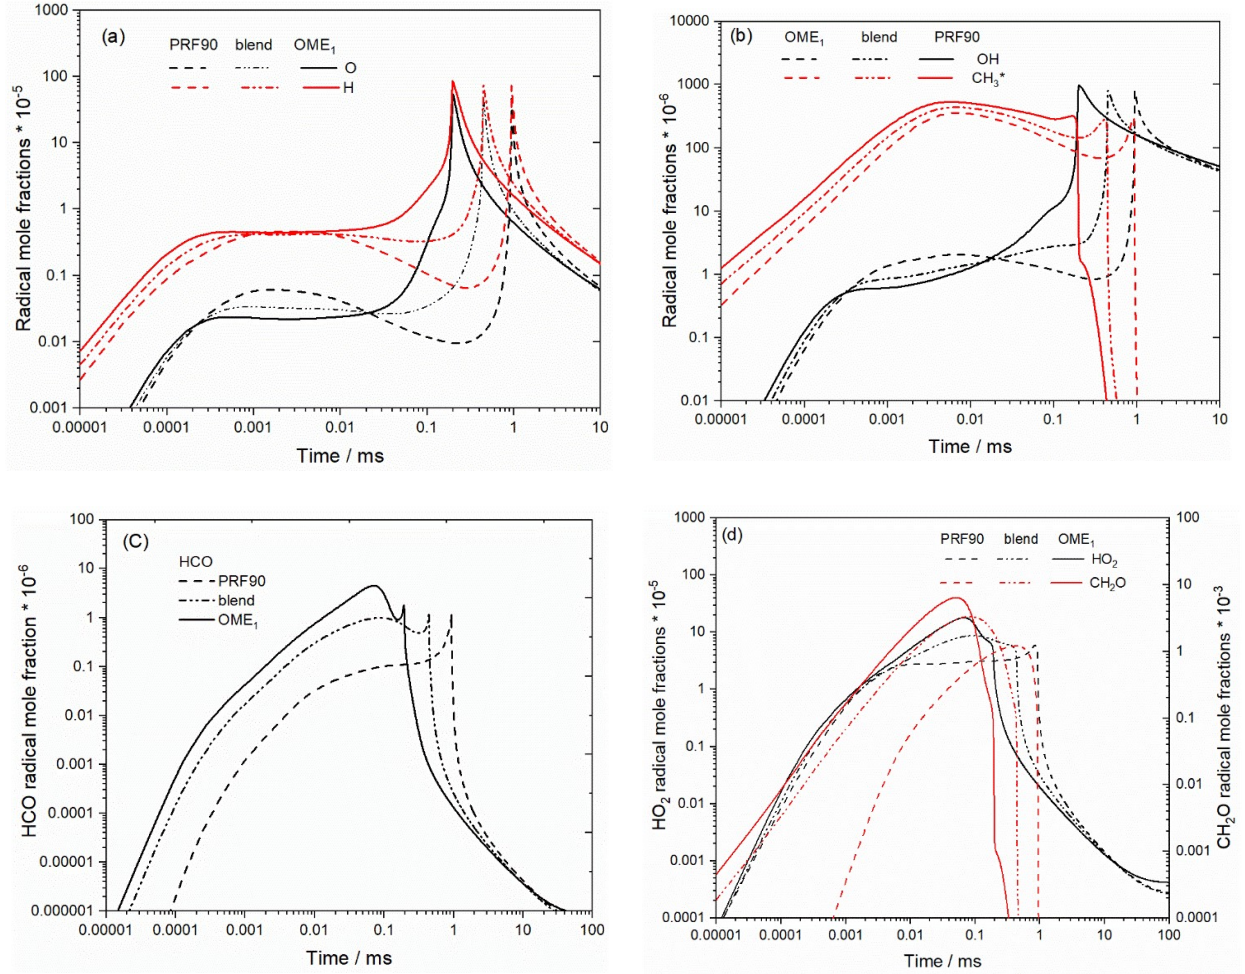 (a)
PRF90 blend OME₁
O
H
Radical mole fractions * 10⁻⁵
1000
100
10
1
0.1
0.01
0.001
0.00001 0.0001 0.001 0.01 0.1 1 10
Time / ms
(b)
OME₁ blend PRF90
OH
CH₃*
Radical mole fractions * 10⁻⁶
10000
1000
100
10
1
0.1
0.01
0.00001 0.0001 0.001 0.01 0.1 1 10
Time / ms
(C)
HCO
PRF90
blend
OME₁
HCO radical mole fraction * 10⁻⁶
100
10
1
0.1
0.01
0.001
0.0001
0.00001
0.000001
0.00001 0.0001 0.001 0.01 0.1 1 10 100
Time / ms
(d)
PRF90 blend OME₁
HO₂
CH₂O
HO₂ radical mole fractions * 10⁻⁵
1000
100
10
1
0.1
0.01
0.001
0.0001
0.00001 0.0001 0.001 0.01 0.1 1 10 100
Time / ms
100
10
1
0.1
0.01
0.001
0.0001
CH₂O radical mole fractions * 10⁻³